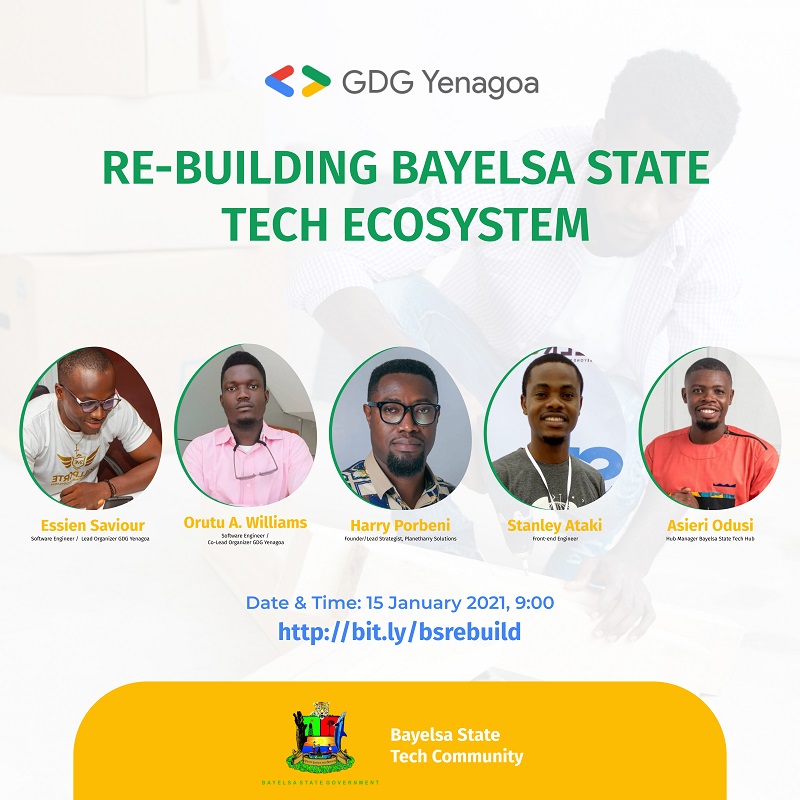 GDG Yenagoa
RE-BUILDING BAYELSA STATE
TECH ECOSYSTEM
Essien Saviour
Software Engineer / Lead Organizer GDG Yenagoa
Orutu A. Williams
Software Engineer /
Co-Lead Organizer GDG Yenagoa
Harry Porbeni
Founder/Lead Strategist, Planetharry Solutions
Stanley Ataki
Front-end Engineer
Asieri Odusi
Hub Manager Bayelsa State Tech Hub
Date & Time: 15 January 2021, 9:00
http://bit.ly/bsrebuild
Bayelsa State
Tech Community
BAYELSA STATE GOVERNMENT